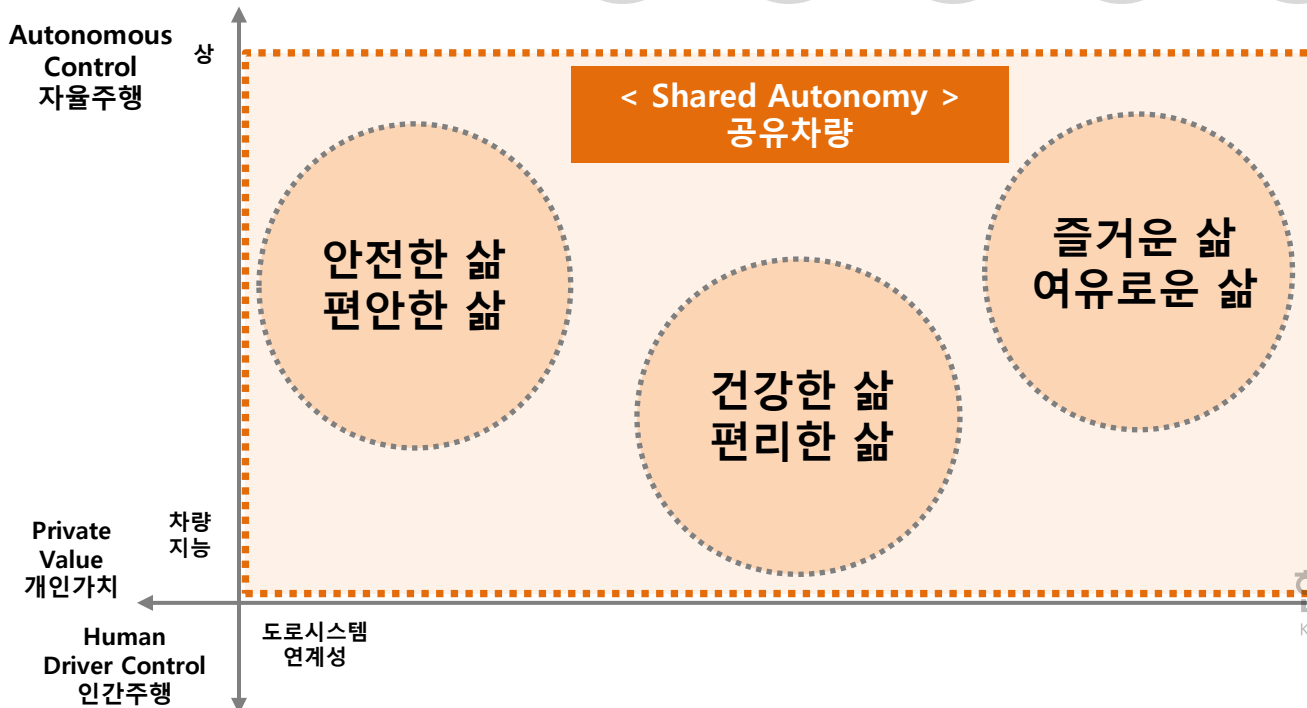 Autonomous
Control
자율주행
상
< Shared Autonomy >
공유차량
안전한 삶
편안한 삶
건강한 삶
편리한 삶
즐거운 삶
여유로운 삶
차량
지능
Private
Value
개인가치
Human
Driver Control
인간주행
도로시스템
연계성
K